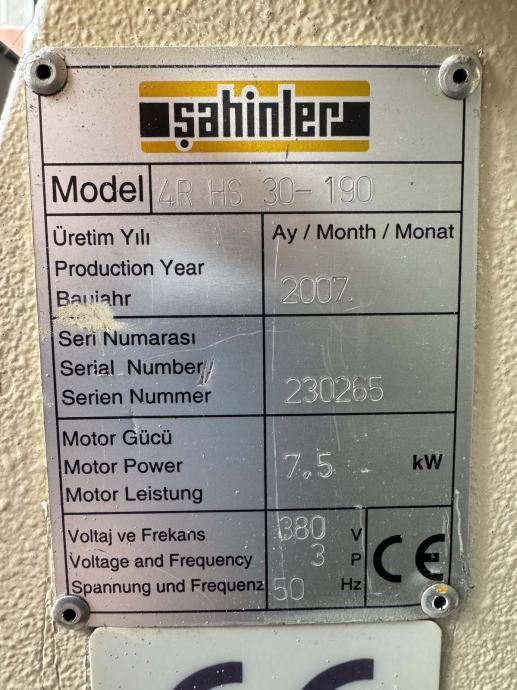 şahinler
Model 4R HS 30-190
Üretim Yılı Ay / Month / Monat
Production Year
Baujahr 2007
Seri Numarası
Serial Number
Serien Nummer 230265
Motor Gücü
Motor Power 7,5 kW
Motor Leistung
Voltaj ve Frekans 380 V
Voltage and Frequency 3 P
Spannung und Frequenz 50 Hz
CE
CE